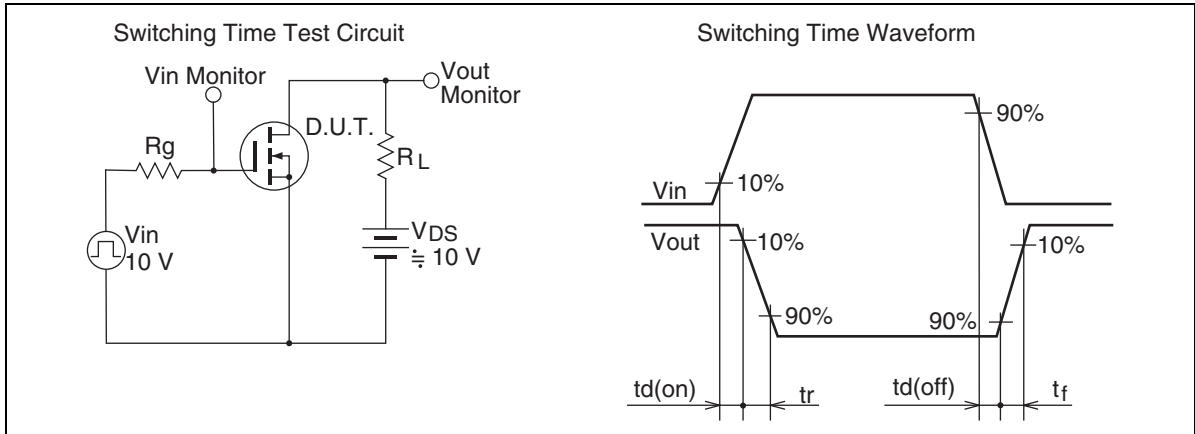 Switching Time Test Circuit
Vin Monitor
Vout
Monitor
D.U.T.
Rg
RL
Vin
10 V
VDS
≒ 10 V
Switching Time Waveform
90%
Vin
10%
Vout
10%
10%
90%
90%
td(on)
tr
td(off)
tf